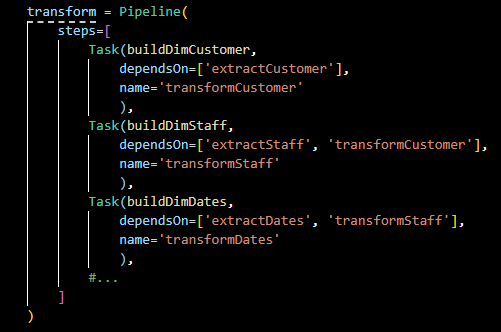 transform = Pipeline(
    steps=[
        Task(buildDimCustomer,
            dependsOn=['extractCustomer'],
            name='transformCustomer'
            ),
        Task(buildDimStaff,
            dependsOn=['extractStaff', 'transformCustomer'],
            name='transformStaff'
            ),
        Task(buildDimDates,
            dependsOn=['extractDates', 'transformStaff'],
            name='transformDates'
            ),
        #...
    ]
)